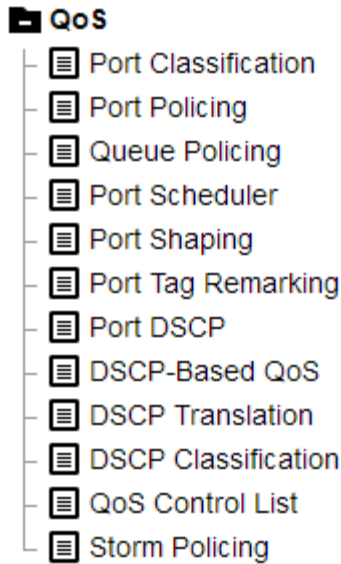 QoS
Port Classification
Port Policing
Queue Policing
Port Scheduler
Port Shaping
Port Tag Remarking
Port DSCP
DSCP-Based QoS
DSCP Translation
DSCP Classification
QoS Control List
Storm Policing